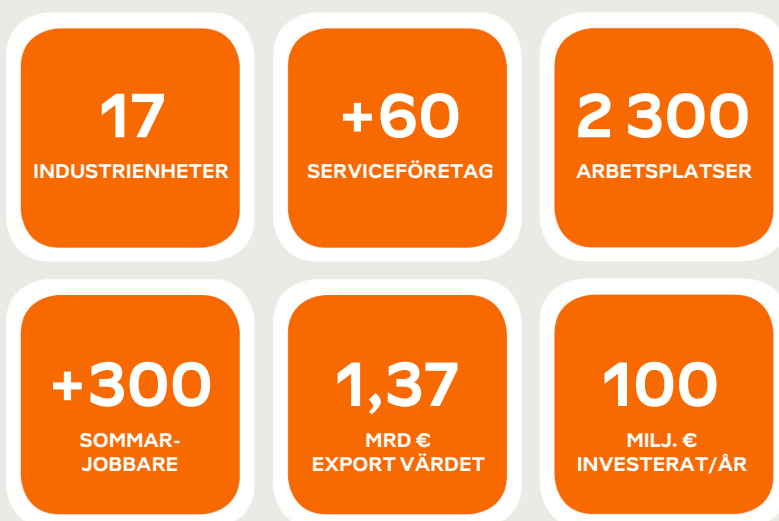 17
INDUSTRIENHETER
+60
SERVICEFÖRETAG
2 300
ARBETSPLATSER
+300
SOMMAR-
JOBBARE
1,37
MRD €
EXPORT VÄRDET
100
MILJ. €
INVESTERAT/ÅR